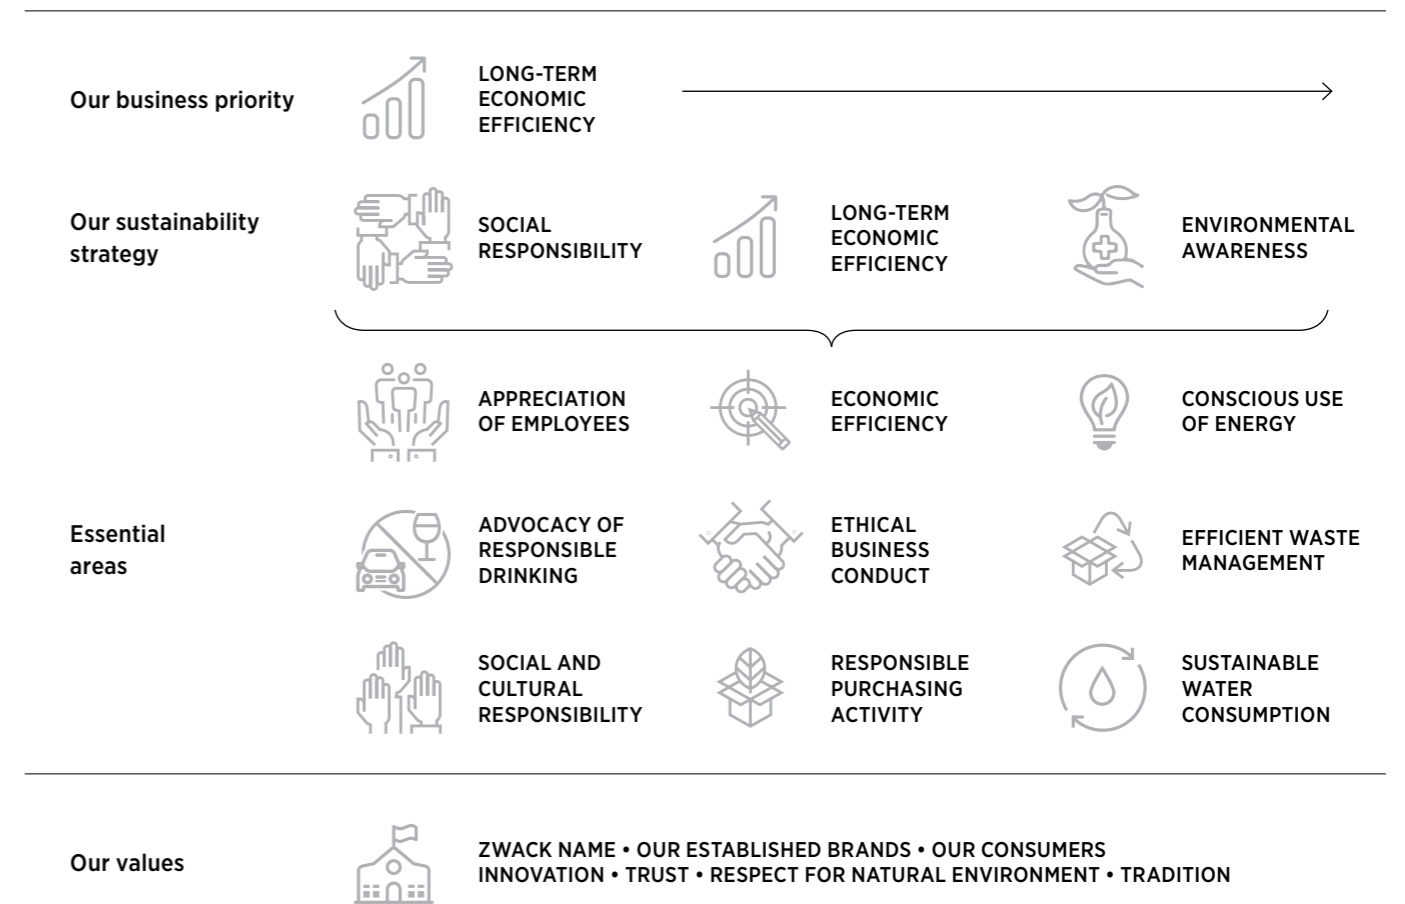 Our business priority
LONG-TERM
ECONOMIC
EFFICIENCY
Our sustainability
strategy
SOCIAL
RESPONSIBILITY
LONG-TERM
ECONOMIC
EFFICIENCY
ENVIRONMENTAL
AWARENESS
Essential
areas
APPRECIATION
OF EMPLOYEES
ECONOMIC
EFFICIENCY
CONSCIOUS USE
OF ENERGY
ADVOCACY OF
RESPONSIBLE
DRINKING
ETHICAL
BUSINESS
CONDUCT
EFFICIENT WASTE
MANAGEMENT
SOCIAL AND
CULTURAL
RESPONSIBILITY
RESPONSIBLE
PURCHASING
ACTIVITY
SUSTAINABLE
WATER
CONSUMPTION
Our values
ZWACK NAME • OUR ESTABLISHED BRANDS • OUR CONSUMERS
INNOVATION • TRUST • RESPECT FOR NATURAL ENVIRONMENT • TRADITION